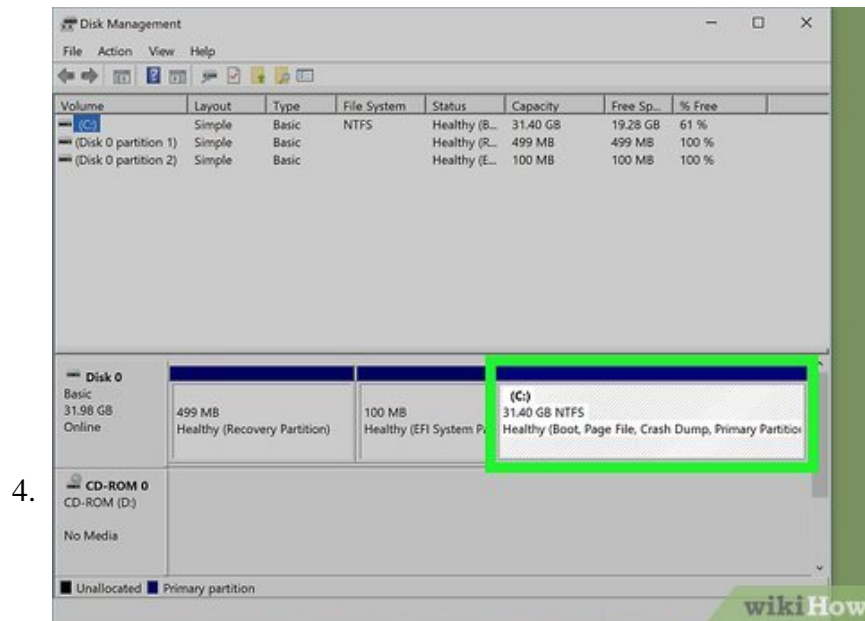 Disk Management
File Action View Help
Volume Layout Type File System Status Capacity Free Sp... % Free
(C:) Simple Basic NTFS Healthy (B... 31.40 GB 19.28 GB 61 %
(Disk 0 partition 1) Simple Basic Healthy (R... 499 MB 499 MB 100 %
(Disk 0 partition 2) Simple Basic Healthy (E... 100 MB 100 MB 100 %
Disk 0
Basic
31.98 GB
Online
499 MB
Healthy (Recovery Partition)
100 MB
Healthy (EFI System Pa
(C:)
31.40 GB NTFS
Healthy (Boot, Page File, Crash Dump, Primary Partition
4.
CD-ROM 0
CD-ROM (D:)
No Media
Unallocated Primary partition
wikiHow